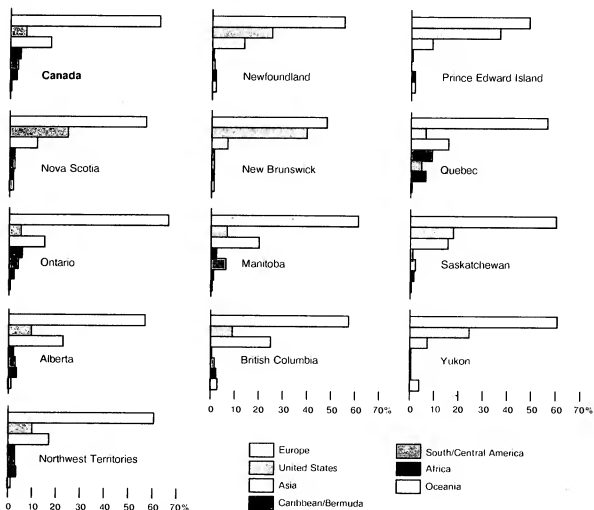 Canada
Newfoundland
Prince Edward Island
Nova Scotia
New Brunswick
Quebec
Ontario
Manitoba
Saskatchewan
Alberta
British Columbia
Yukon
0 10 20 30 40 50 60 70%
0 10 20 30 40 50 60 70%
Northwest Territories
0 10 20 30 40 50 60 70%
Europe
United States
Asia
Caribbean/Bermuda
South/Central America
Africa
Oceania